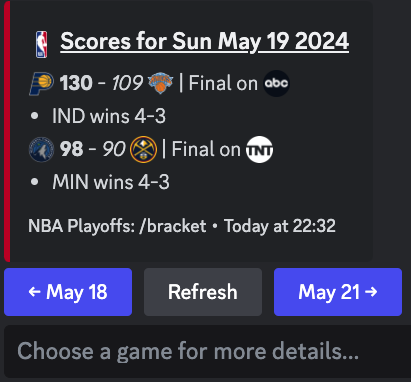 Scores for Sun May 19 2024
130 - 109 | Final on abc
• IND wins 4-3
98 - 90 | Final on TNT
• MIN wins 4-3
NBA Playoffs: /bracket • Today at 22:32
← May 18 Refresh May 21 →
Choose a game for more details...